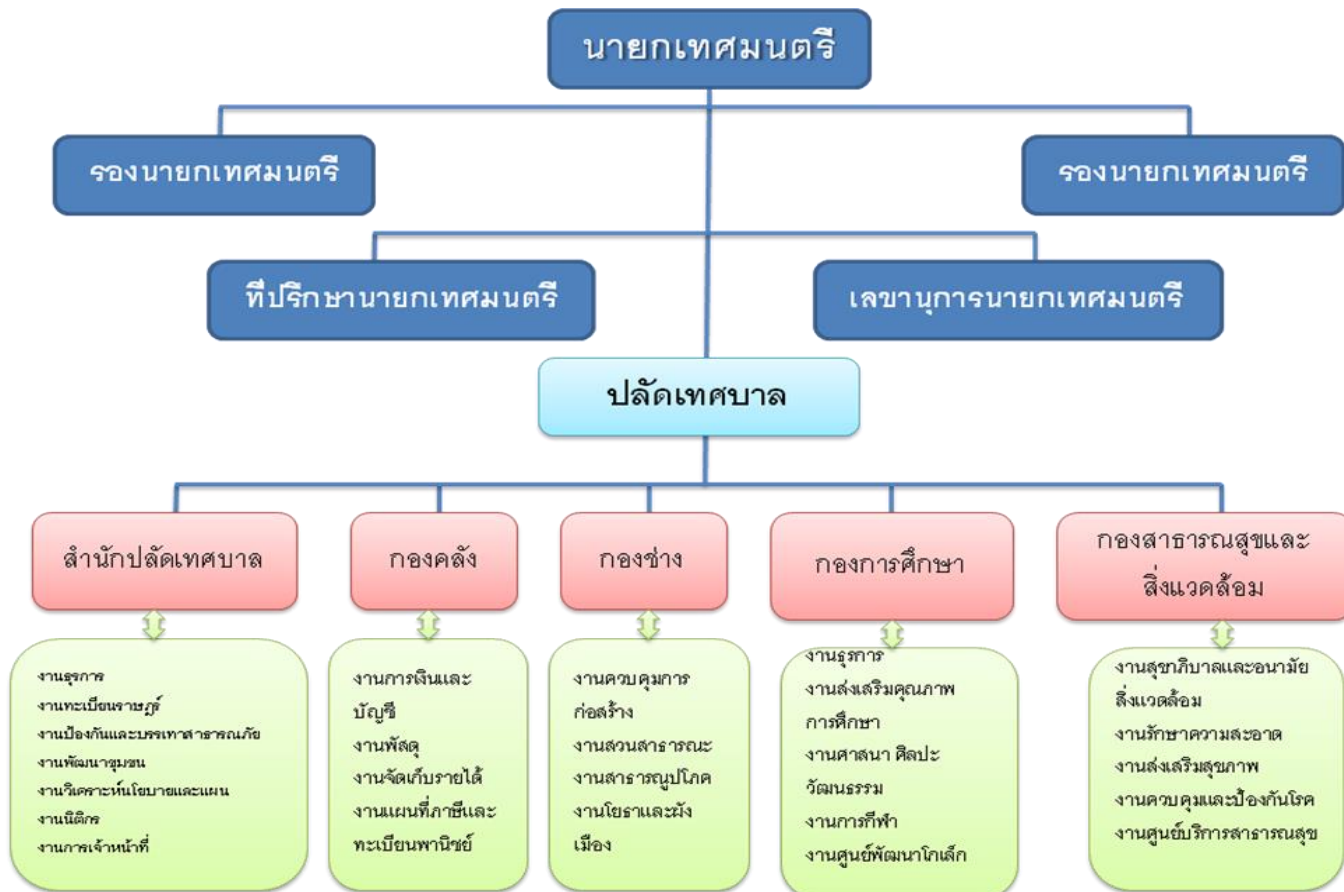 นายกเทศมนตรี
รองนายกเทศมนตรี
รองนายกเทศมนตรี
ที่ปรึกษานายกเทศมนตรี
เลขานุการนายกเทศมนตรี
ปลัดเทศบาล
สำนักปลัดเทศบาล
กองคลัง
กองช่าง
กองการศึกษา
กองสาธารณสุขและ
สิ่งแวดล้อม
งานธุรการ
งานทะเบียนราษฎร์
งานป้องกันและบรรเทาสาธารณภัย
งานพัฒนาชุมชน
งานวิเคราะห์นโยบายและแผน
งานนิติกร
งานการเจ้าหน้าที่
งานการเงินและ
บัญชี
งานพัสดุ
งานจัดเก็บรายได้
งานแผนที่ภาษีและ
ทะเบียนพานิชย์
งานควบคุมการ
ก่อสร้าง
งานสวนสาธารณะ
งานสาธารณูปโภค
งานโยธาและผัง
เมือง
งานธุรการ
งานส่งเสริมคุณภาพ
การศึกษา
งานศาสนา ศิลปะ
วัฒนธรรม
งานการกีฬา
งานศูนย์พัฒนาโกเล็ก
งานสุขาภิบาลและอนามัย
สิ่งแวดล้อม
งานรักษาความสะอาด
งานส่งเสริมสุขภาพ
งานควบคุมและป้องกันโรค
งานศูนย์บริการสาธารณสุข